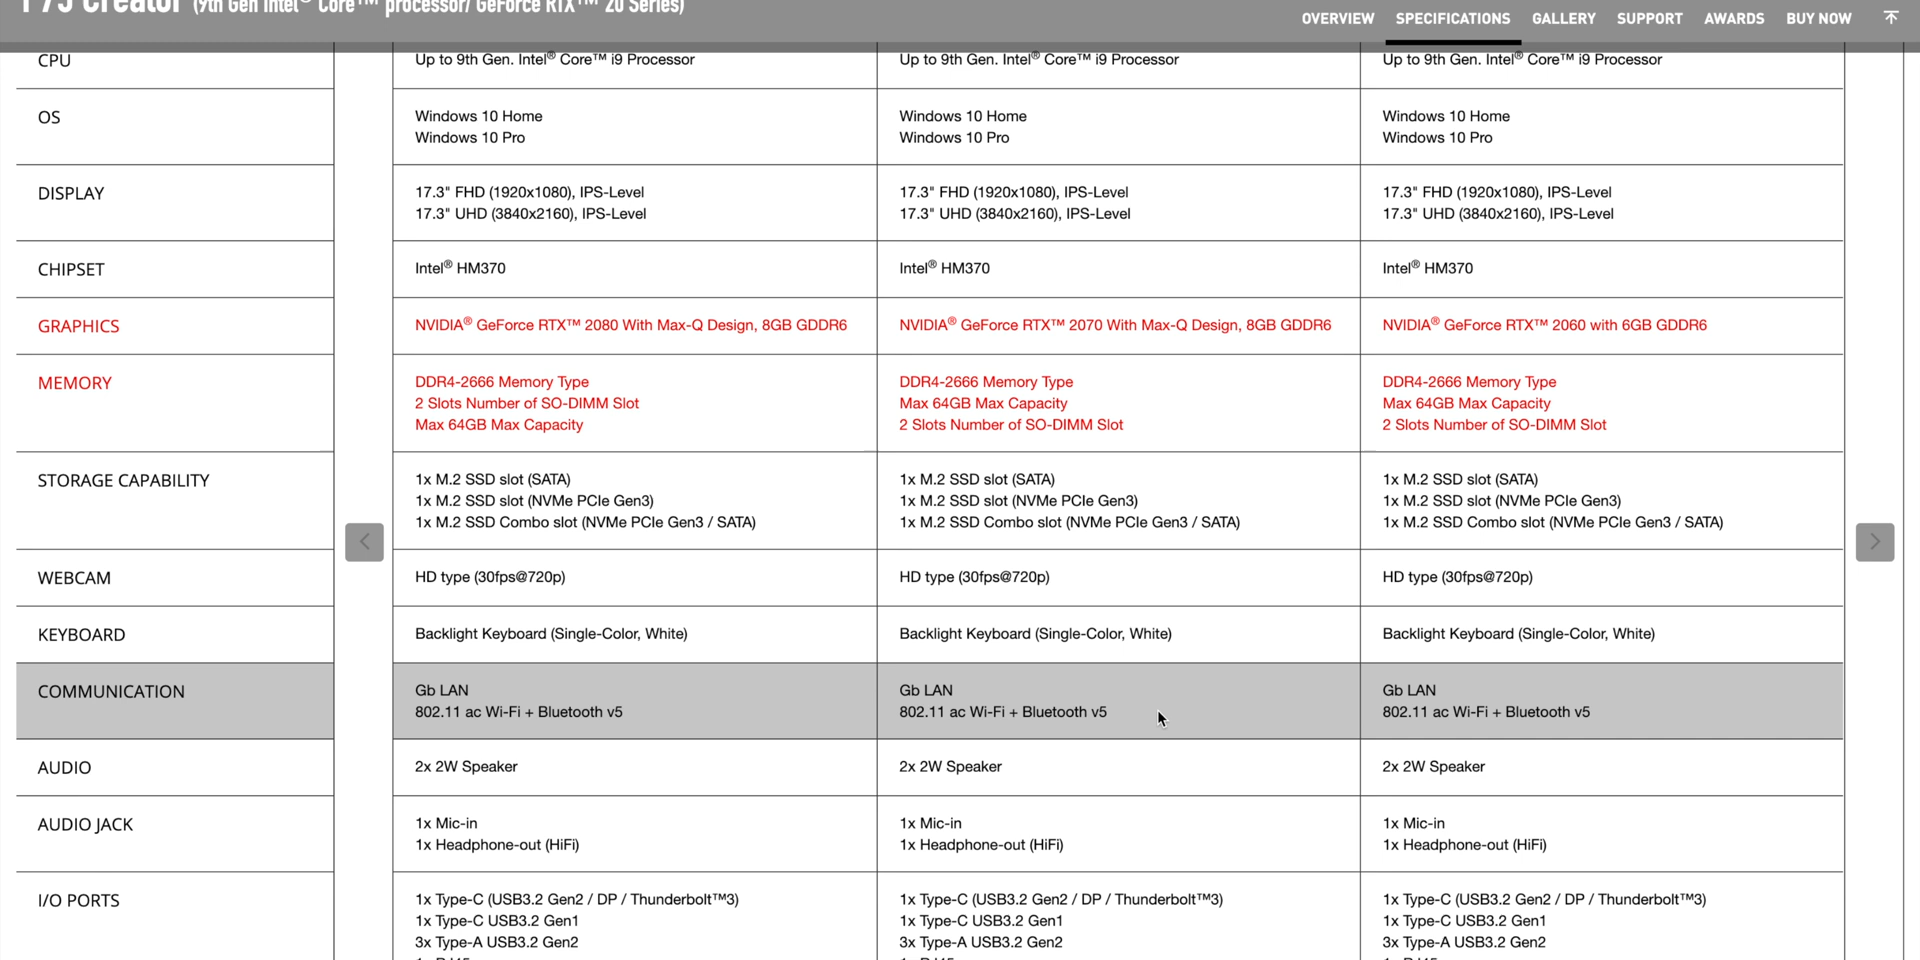 Creator (9th Gen Intel® Core™ processor/ GeForce RTX™ 20 Series)
OVERVIEW SPECIFICATIONS GALLERY SUPPORT AWARDS BUY NOW
CPU Up to 9th Gen. Intel® Core™ i9 Processor Up to 9th Gen. Intel® Core™ i9 Processor Up to 9th Gen. Intel® Core™ i9 Processor
OS Windows 10 Home Windows 10 Home Windows 10 Home
Windows 10 Pro Windows 10 Pro Windows 10 Pro
DISPLAY 17.3" FHD (1920x1080), IPS-Level 17.3" FHD (1920x1080), IPS-Level 17.3" FHD (1920x1080), IPS-Level
17.3" UHD (3840x2160), IPS-Level 17.3" UHD (3840x2160), IPS-Level 17.3" UHD (3840x2160), IPS-Level
CHIPSET Intel® HM370 Intel® HM370 Intel® HM370
GRAPHICS NVIDIA® GeForce RTX™ 2080 With Max-Q Design, 8GB GDDR6 NVIDIA® GeForce RTX™ 2070 With Max-Q Design, 8GB GDDR6 NVIDIA® GeForce RTX™ 2060 with 6GB GDDR6
MEMORY DDR4-2666 Memory Type DDR4-2666 Memory Type DDR4-2666 Memory Type
2 Slots Number of SO-DIMM Slot Max 64GB Max Capacity Max 64GB Max Capacity
Max 64GB Max Capacity 2 Slots Number of SO-DIMM Slot 2 Slots Number of SO-DIMM Slot
STORAGE CAPABILITY 1x M.2 SSD slot (SATA) 1x M.2 SSD slot (SATA) 1x M.2 SSD slot (SATA)
1x M.2 SSD slot (NVMe PCIe Gen3) 1x M.2 SSD slot (NVMe PCIe Gen3) 1x M.2 SSD slot (NVMe PCIe Gen3)
1x M.2 SSD Combo slot (NVMe PCIe Gen3 / SATA) 1x M.2 SSD Combo slot (NVMe PCIe Gen3 / SATA) 1x M.2 SSD Combo slot (NVMe PCIe Gen3 / SATA)
WEBCAM HD type (30fps@720p) HD type (30fps@720p) HD type (30fps@720p)
KEYBOARD Backlight Keyboard (Single-Color, White) Backlight Keyboard (Single-Color, White) Backlight Keyboard (Single-Color, White)
COMMUNICATION Gb LAN Gb LAN Gb LAN
802.11 ac Wi-Fi + Bluetooth v5 802.11 ac Wi-Fi + Bluetooth v5 802.11 ac Wi-Fi + Bluetooth v5
AUDIO 2x 2W Speaker 2x 2W Speaker 2x 2W Speaker
AUDIO JACK 1x Mic-in 1x Mic-in 1x Mic-in
1x Headphone-out (HiFi) 1x Headphone-out (HiFi) 1x Headphone-out (HiFi)
I/O PORTS 1x Type-C (USB3.2 Gen2 / DP / Thunderbolt™3) 1x Type-C (USB3.2 Gen2 / DP / Thunderbolt™3) 1x Type-C (USB3.2 Gen2 / DP / Thunderbolt™3)
1x Type-C USB3.2 Gen1 1x Type-C USB3.2 Gen1 1x Type-C USB3.2 Gen1
3x Type-A USB3.2 Gen2 3x Type-A USB3.2 Gen2 3x Type-A USB3.2 Gen2